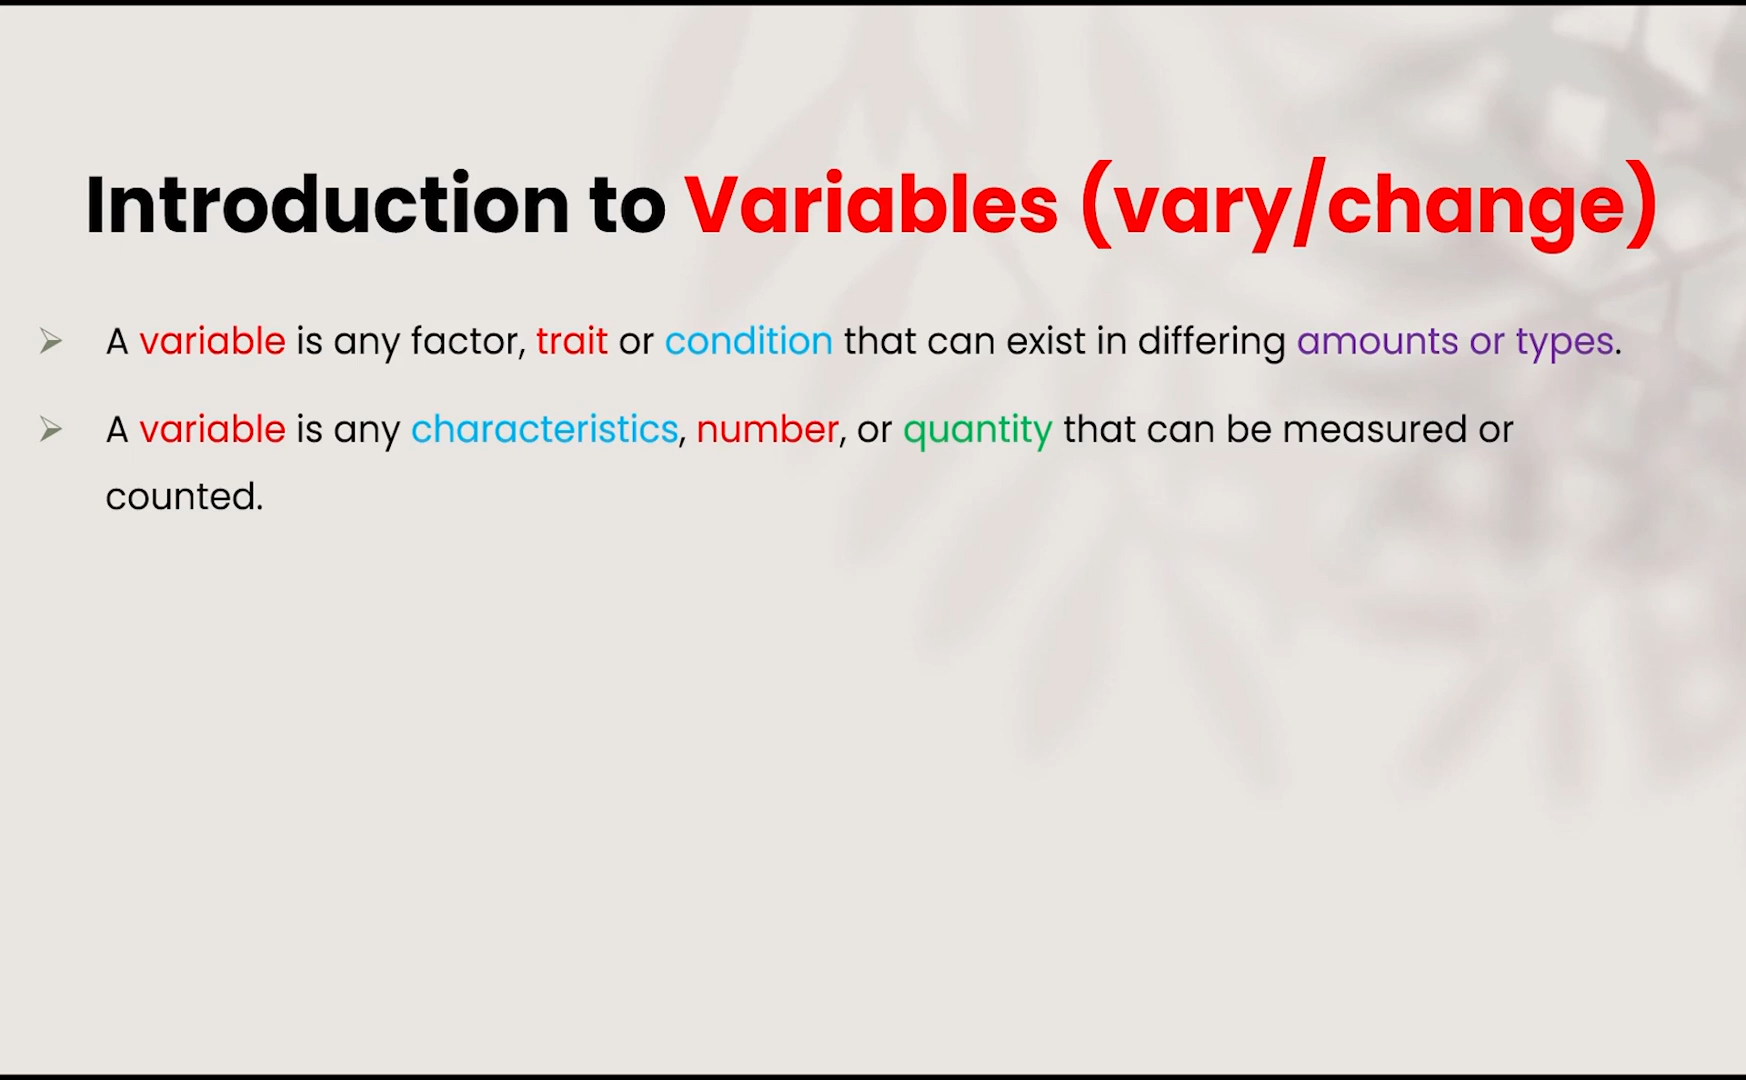 Introduction to Variables (vary/change)
A variable is any factor, trait or condition that can exist in differing amounts or types.
A variable is any characteristics, number, or quantity that can be measured or
counted.